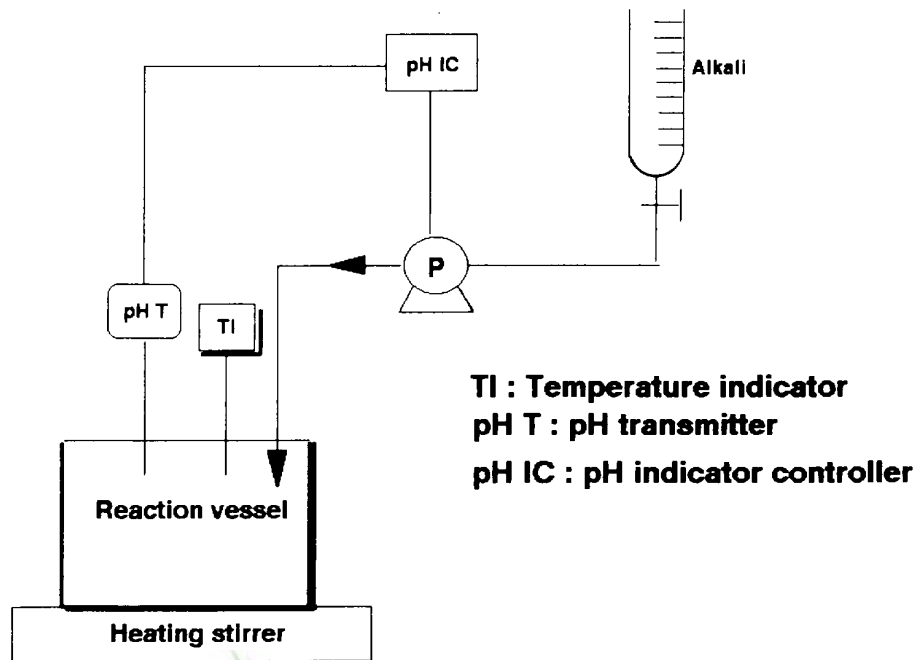 pH IC
Alkali
P
pH T
TI
TI : Temperature indicator
pH T : pH transmitter
pH IC : pH indicator controller
Reaction vessel
Heating stirrer